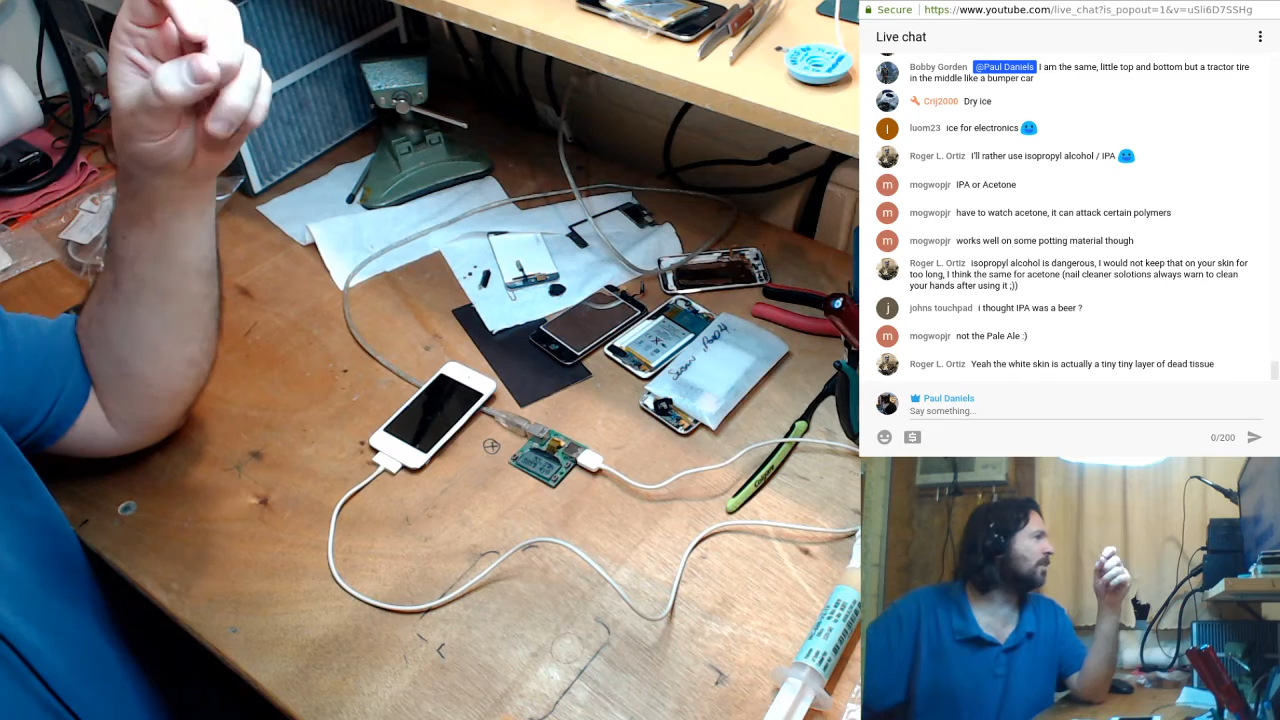 Secure https://www.youtube.com/live_chat?is_popout=1&v=uSli6D7SSHg
Live chat
Bobby Gorden @Paul Daniels I am the same, little top and bottom but a tractor tire
in the middle like a bumper car
Crij2000 Dry ice
l luom23 ice for electronics
Roger L. Ortiz I'll rather use isopropyl alcohol / IPA
m mogwopjr IPA or Acetone
m mogwopjr have to watch acetone, it can attack certain polymers
m mogwopjr works well on some potting material though
Roger L. Ortiz isopropyl alcohol is dangerous, I would not keep that on your skin for
too long, I think the same for acetone (nail cleaner solotions always warn to clean
your hands after using it ;))
j johns touchpad i thought IPA was a beer ?
m mogwopjr not the Pale Ale :)
Roger L. Ortiz Yeah the white skin is actually a tiny tiny layer of dead tissue
Paul Daniels
Say something...
0/200